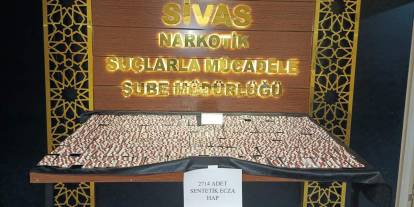 SİVAS
NARKOTİK
SUÇLARLA MÜCADELE
ŞUBE MÜDÜRLÜĞÜ
2714 ADET
SENTETİK ECZA
HAP